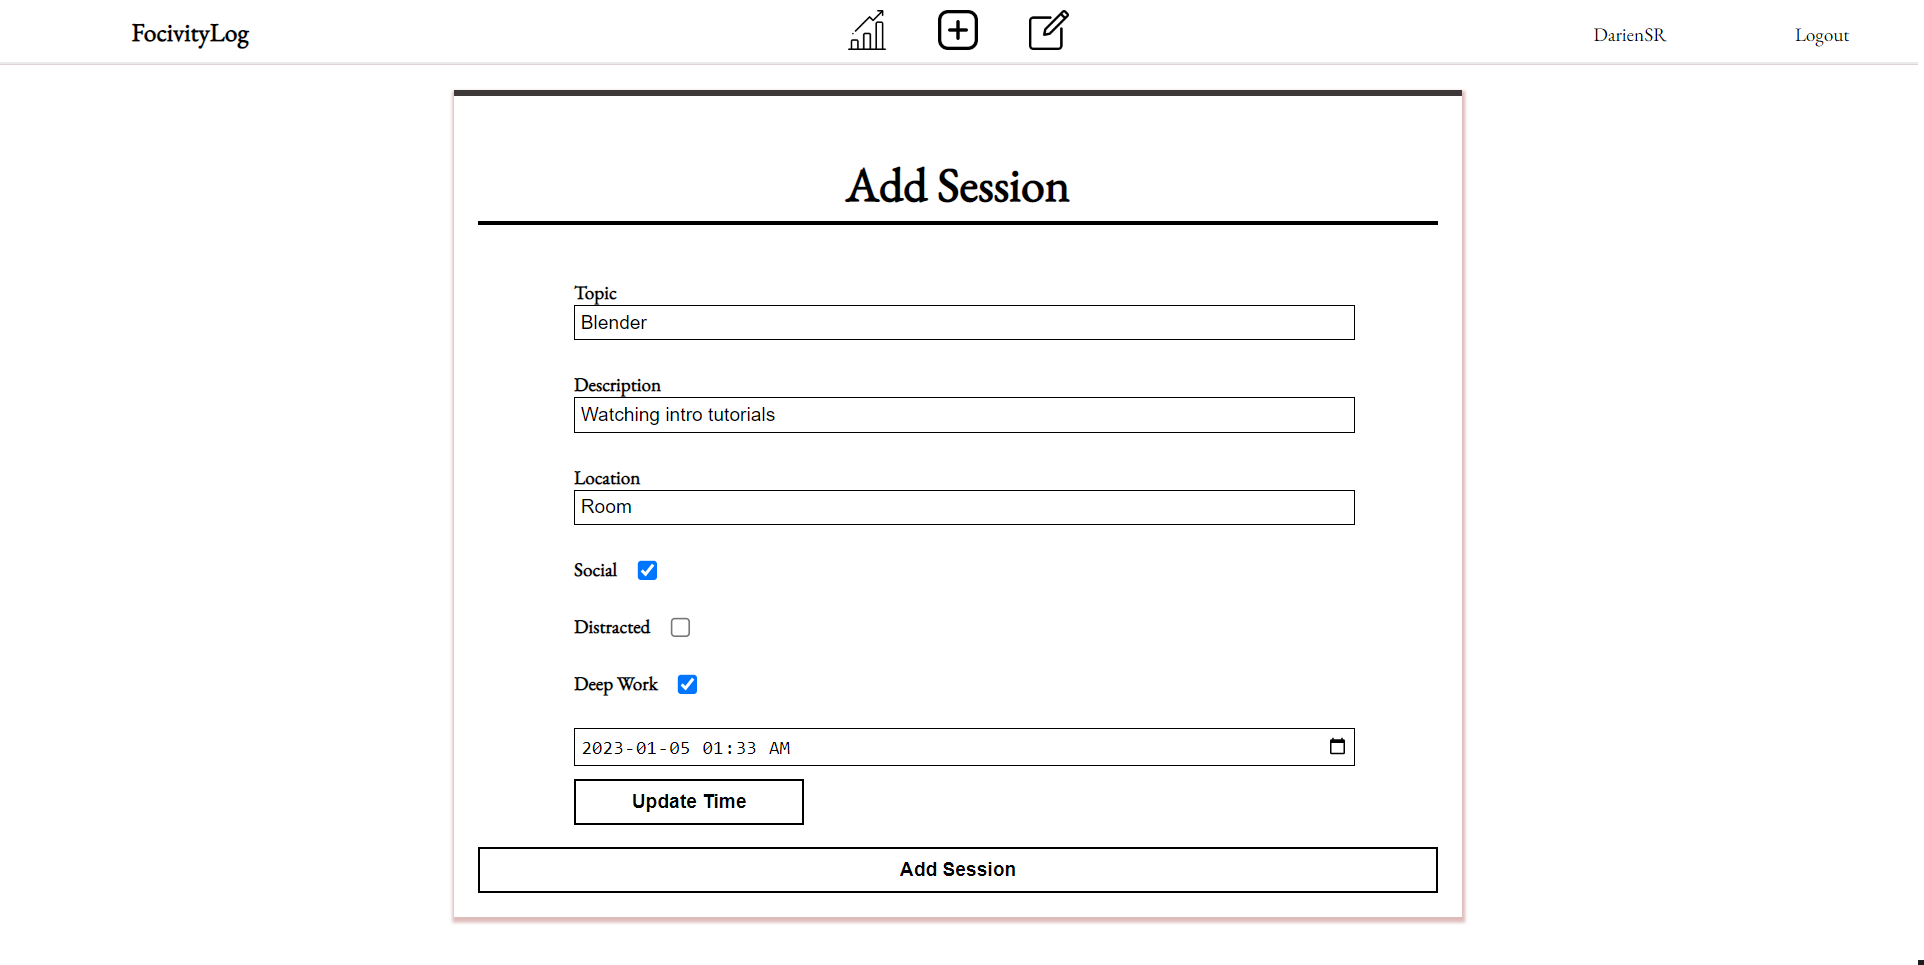 FocivityLog
DarienSR
Logout
Add Session
Topic
Blender
Description
Watching intro tutorials
Location
Room
Social
Distracted
Deep Work
2023-01-05 01:33 AM
Update Time
Add Session